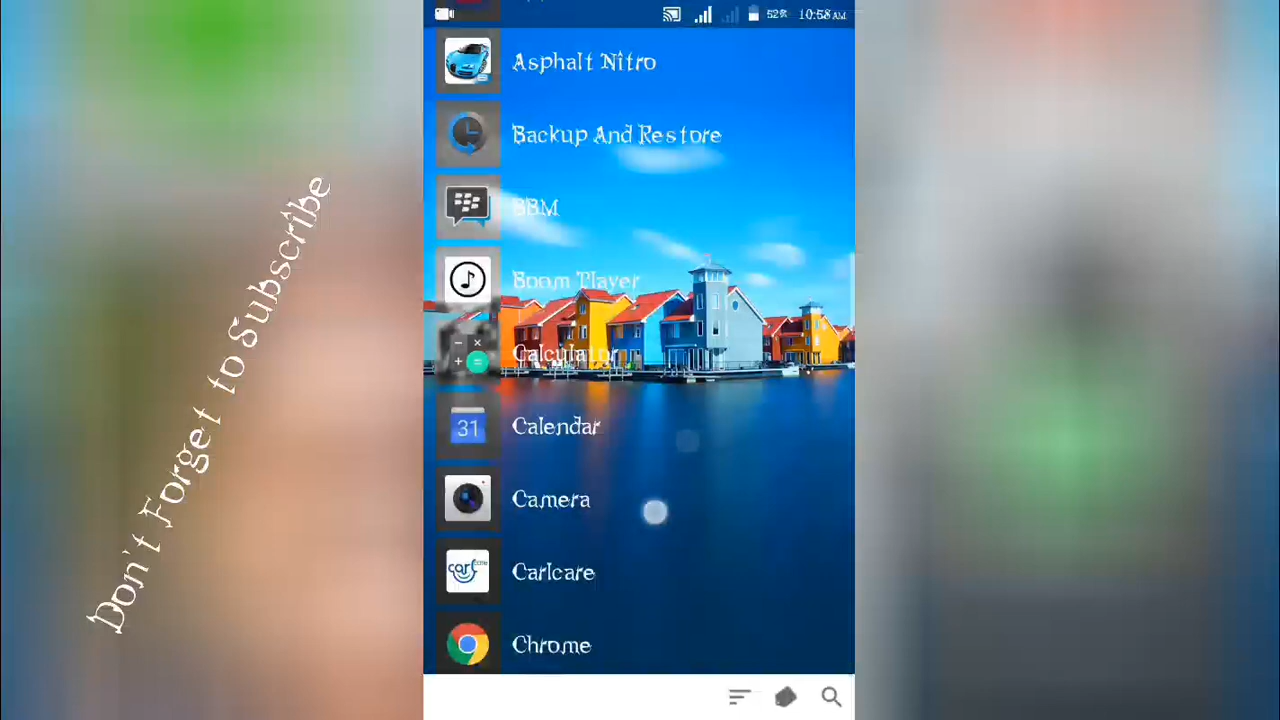 52% 10:58 AM
Asphalt Nitro
Backup And Restore
BBM
Boom Player
Calculator
31
Calendar
Camera
Carlcare
Chrome
Don't Forget to Subscribe